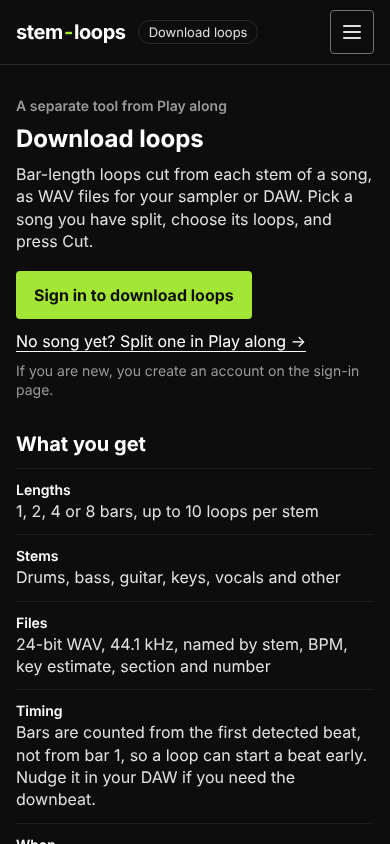 stem-loops
Download loops
A separate tool from Play along
Download loops
Bar-length loops cut from each stem of a song,
as WAV files for your sampler or DAW. Pick a
song you have split, choose its loops, and
press Cut.
Sign in to download loops
No song yet? Split one in Play along →
If you are new, you create an account on the sign-in
page.
What you get
Lengths
1, 2, 4 or 8 bars, up to 10 loops per stem
Stems
Drums, bass, guitar, keys, vocals and other
Files
24-bit WAV, 44.1 kHz, named by stem, BPM,
key estimate, section and number
Timing
Bars are counted from the first detected beat,
not from bar 1, so a loop can start a beat early.
Nudge it in your DAW if you need the
downbeat.